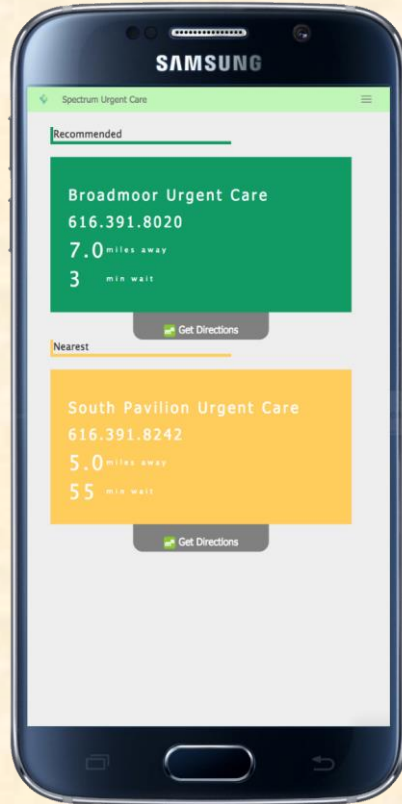 SAMSUNG
Spectrum Urgent Care
Recommended
Broadmoor Urgent Care
616.391.8020
7.0 miles away
3 min wait
Get Directions
Nearest
South Pavilion Urgent Care
616.391.8242
5.0 miles away
55 min wait
Get Directions